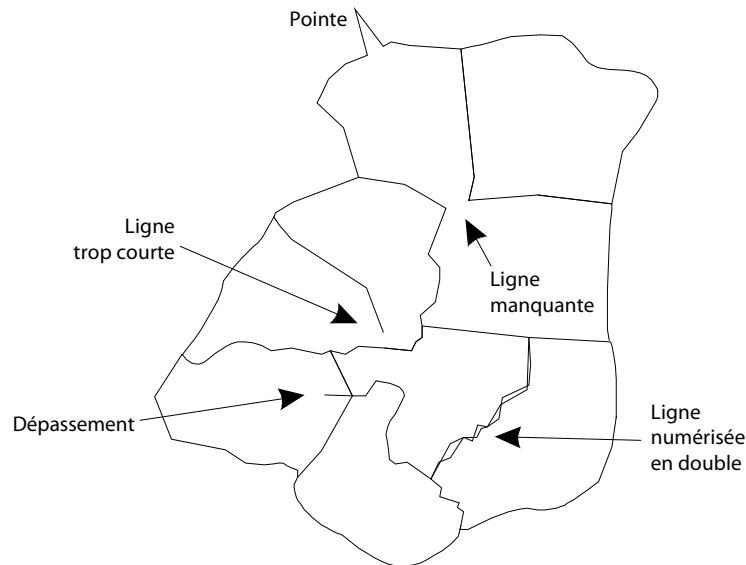 Pointe
Ligne
trop courte
Ligne
manquante
Dépassement
Ligne
numérisée
en double